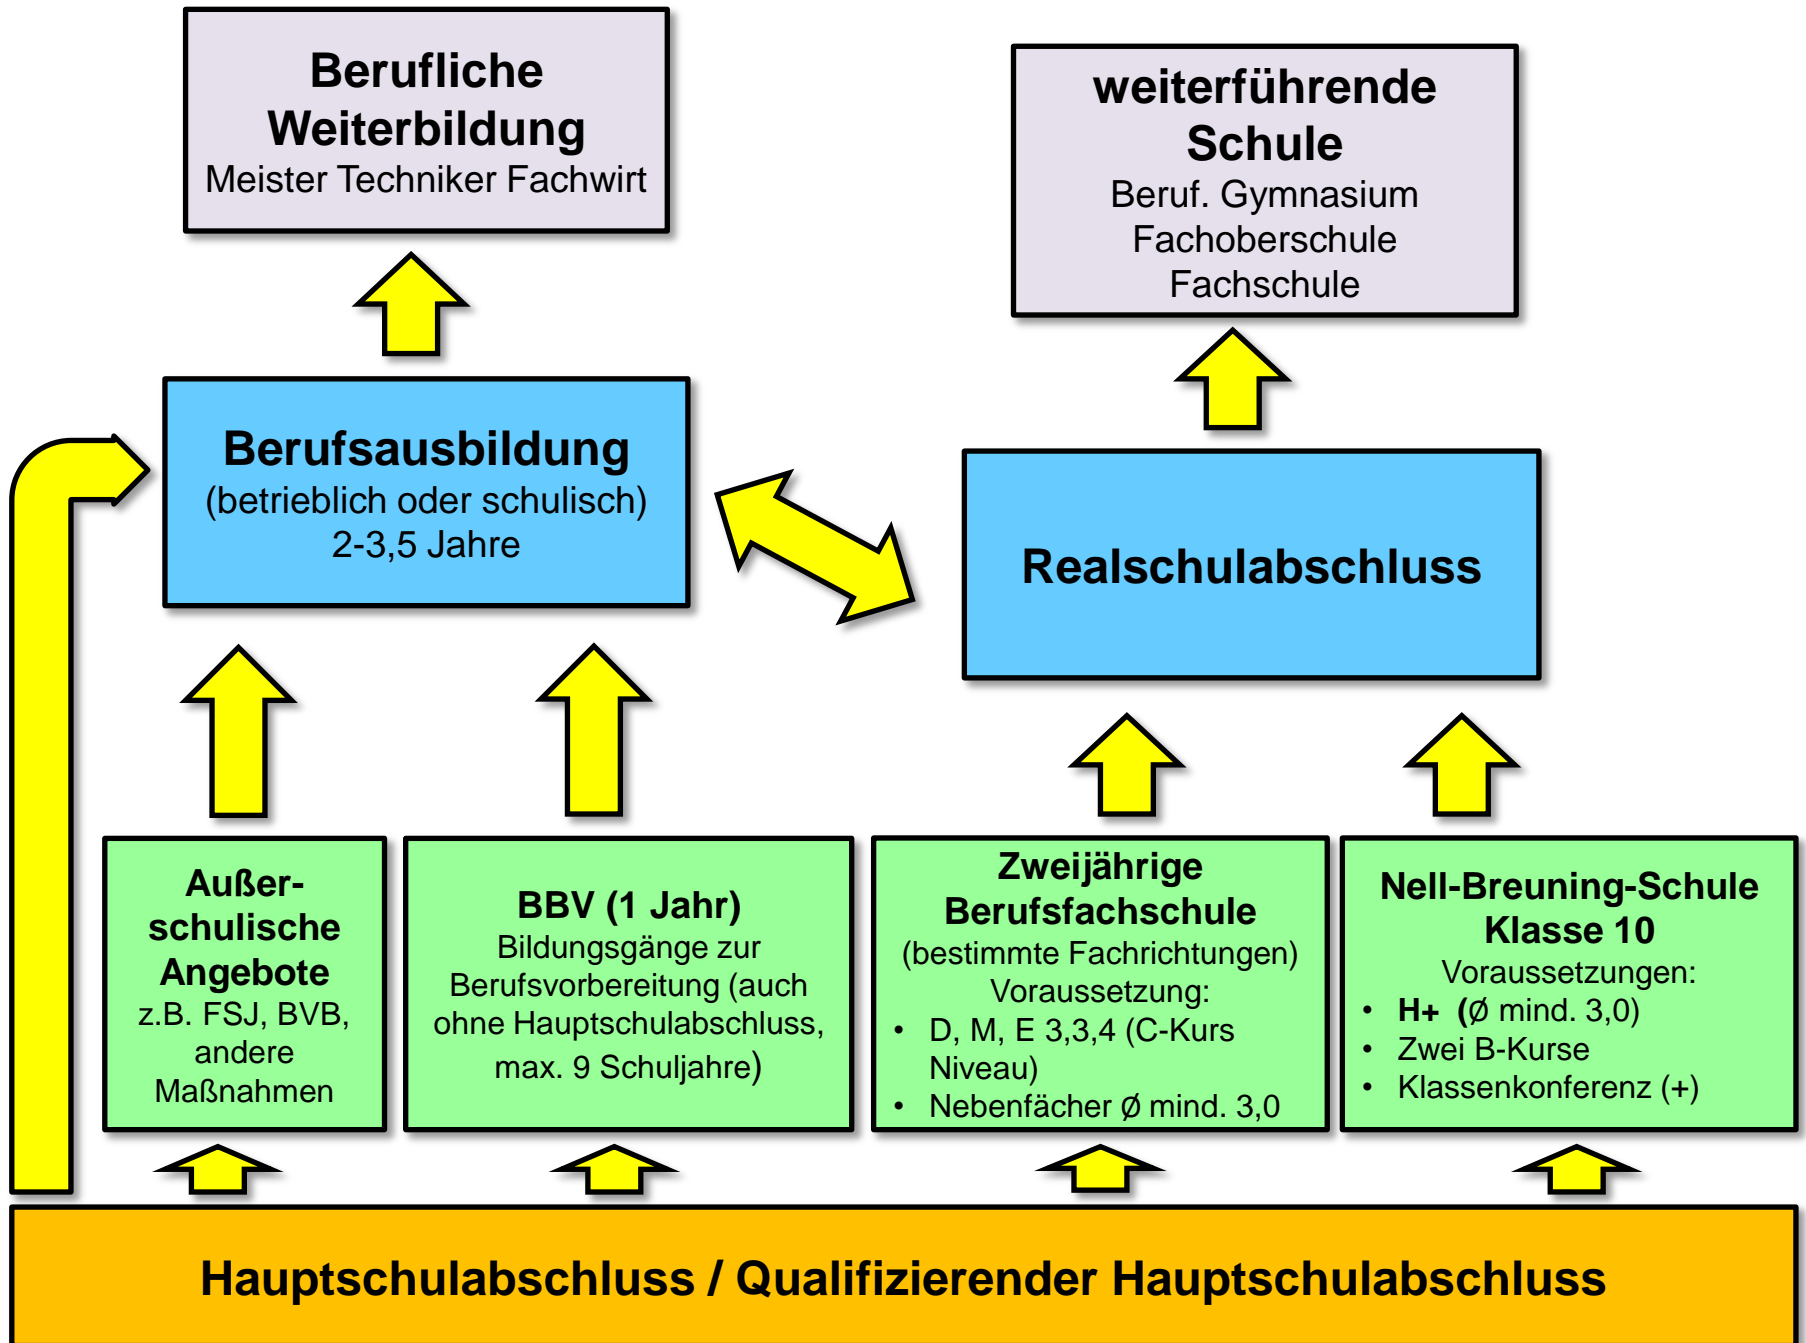 Berufliche
Weiterbildung
Meister Techniker Fachwirt
weiterführende
Schule
Beruf. Gymnasium
Fachoberschule
Fachschule
Berufsausbildung
(betrieblich oder schulisch)
2-3,5 Jahre
Realschulabschluss
Außer-
schulische
Angebote
z.B. FSJ, BVB,
andere
Maßnahmen
BBV (1 Jahr)
Bildungsgänge zur
Berufsvorbereitung (auch
ohne Hauptschulabschluss,
max. 9 Schuljahre)
Zweijährige
Berufsfachschule
(bestimmte Fachrichtungen)
Voraussetzung:
• D, M, E 3,3,4 (C-Kurs
Niveau)
• Nebenfächer Ø mind. 3,0
Nell-Breuning-Schule
Klasse 10
Voraussetzungen:
• H+ (Ø mind. 3,0)
• Zwei B-Kurse
• Klassenkonferenz (+)
Hauptschulabschluss / Qualifizierender Hauptschulabschluss